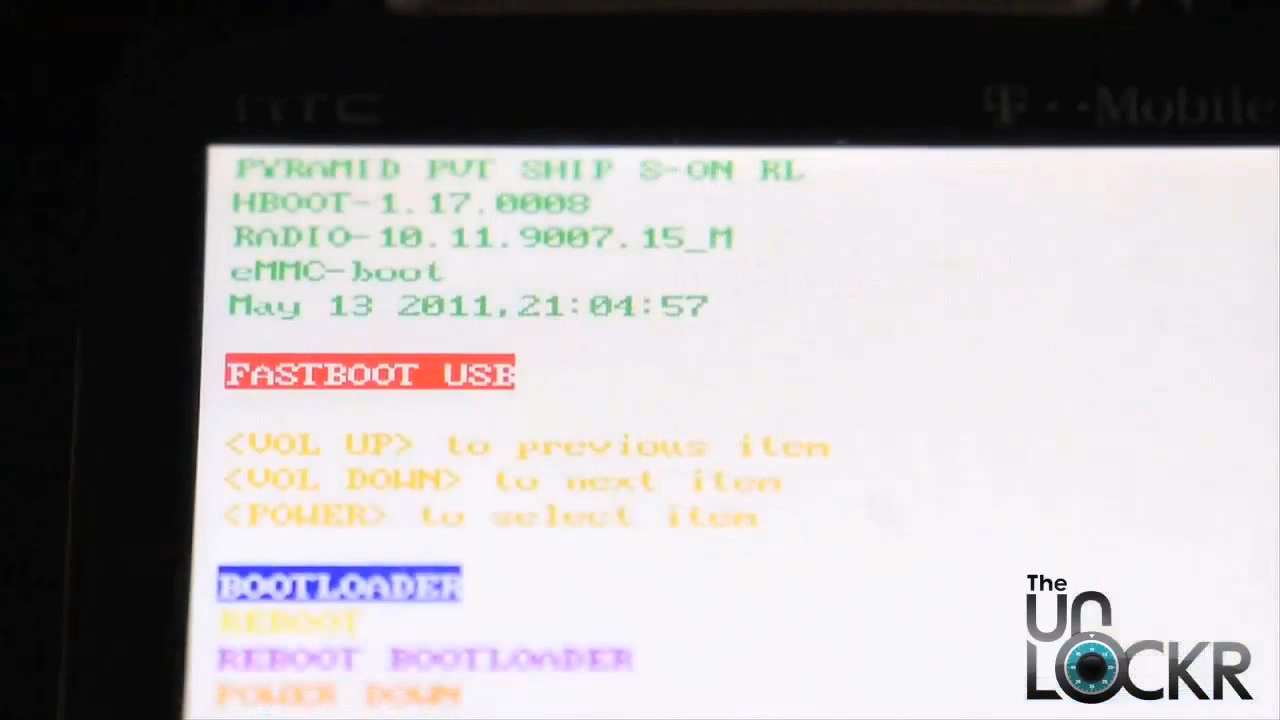 hTC
T··Mobile
PYRAMID PVT SHIP S-ON RL
HBOOT-1.17.0008
RADIO-10.11.9007.15_M
eMMC-boot
May 13 2011,21:04:57
FASTBOOT USB
<VOL UP> to previous item
<VOL DOWN> to next item
<POWER> to select item
BOOTLOADER
REBOOT
REBOOT BOOTLOADER
POWER DOWN
The
UnLOCKR